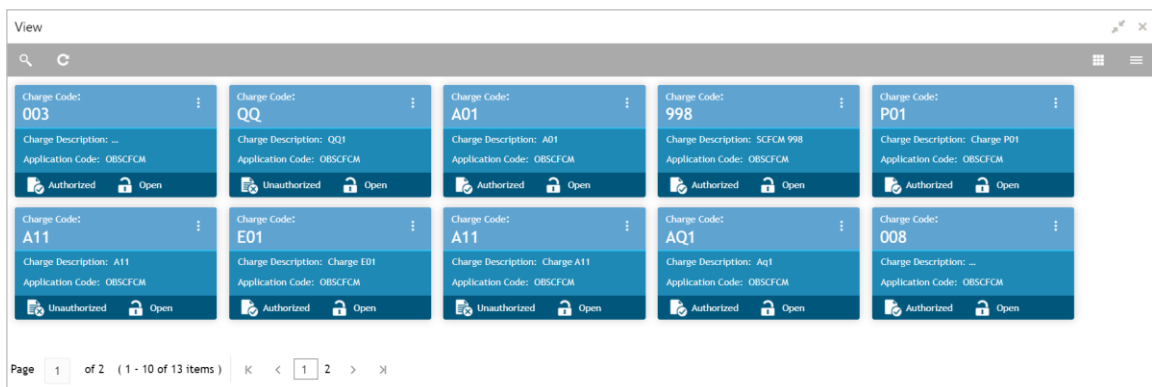 View
Charge Code:
003
Charge Description: ...
Application Code: OBSCFCM
Authorized Open
Charge Code:
QQ
Charge Description: QQ1
Application Code: OBSCFCM
Unauthorized Open
Charge Code:
A01
Charge Description: A01
Application Code: OBSCFCM
Authorized Open
Charge Code:
998
Charge Description: SCFCM 998
Application Code: OBSCFCM
Authorized Open
Charge Code:
P01
Charge Description: Charge P01
Application Code: OBSCFCM
Authorized Open
Charge Code:
A11
Charge Description: A11
Application Code: OBSCFCM
Unauthorized Open
Charge Code:
E01
Charge Description: Charge E01
Application Code: OBSCFCM
Authorized Open
Charge Code:
A11
Charge Description: Charge A11
Application Code: OBSCFCM
Unauthorized Open
Charge Code:
AQ1
Charge Description: Aq1
Application Code: OBSCFCM
Authorized Open
Charge Code:
008
Charge Description: ...
Application Code: OBSCFCM
Authorized Open
Page 1 of 2 ( 1 - 10 of 13 items ) 1 2